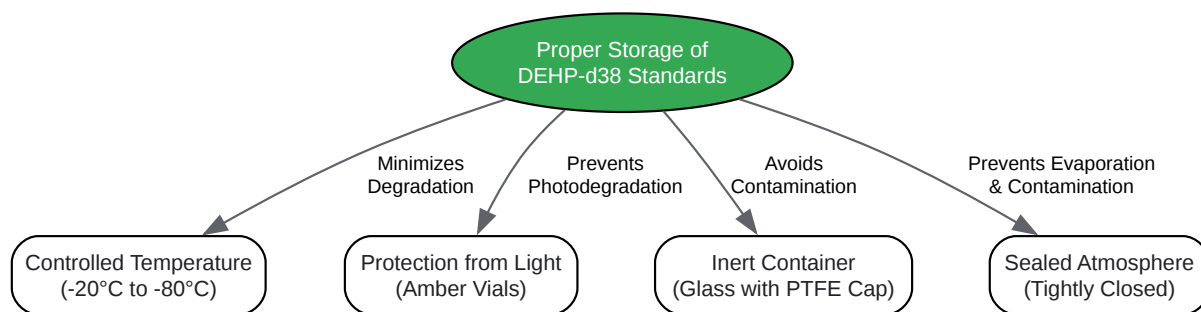 Proper Storage of
DEHP-d38 Standards
Minimizes
Degradation
Prevents
Photodegradation
Avoids
Contamination
Prevents Evaporation
& Contamination
Controlled Temperature
(-20°C to -80°C)
Protection from Light
(Amber Vials)
Inert Container
(Glass with PTFE Cap)
Sealed Atmosphere
(Tightly Closed)